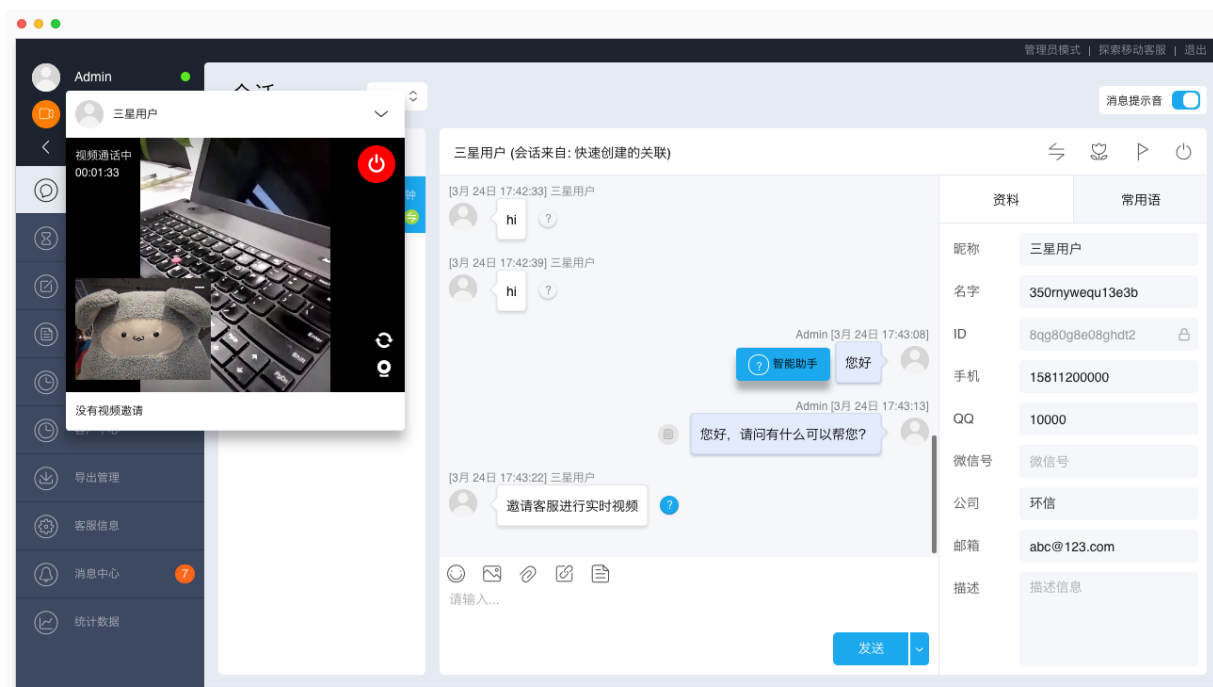 管理员模式 | 探索移动客服 | 退出
Admin
消息提示音
三星用户
视频通话中
00:01:33
没有视频邀请
导出管理
客服信息
消息中心
7
统计数据
三星用户 (会话来自: 快速创建的关联)
[3月 24日 17:42:33] 三星用户
hi
?
[3月 24日 17:42:39] 三星用户
hi
?
Admin [3月 24日 17:43:08]
? 智能助手
您好
Admin [3月 24日 17:43:13]
您好，请问有什么可以帮您?
[3月 24日 17:43:22] 三星用户
邀请客服进行实时视频
?
请输入...
发送
资料
常用语
昵称
三星用户
名字
350rnywequ13e3b
ID
8qg80g8e08ghdt2
手机
15811200000
QQ
10000
微信号
微信号
公司
环信
邮箱
abc@123.com
描述
描述信息